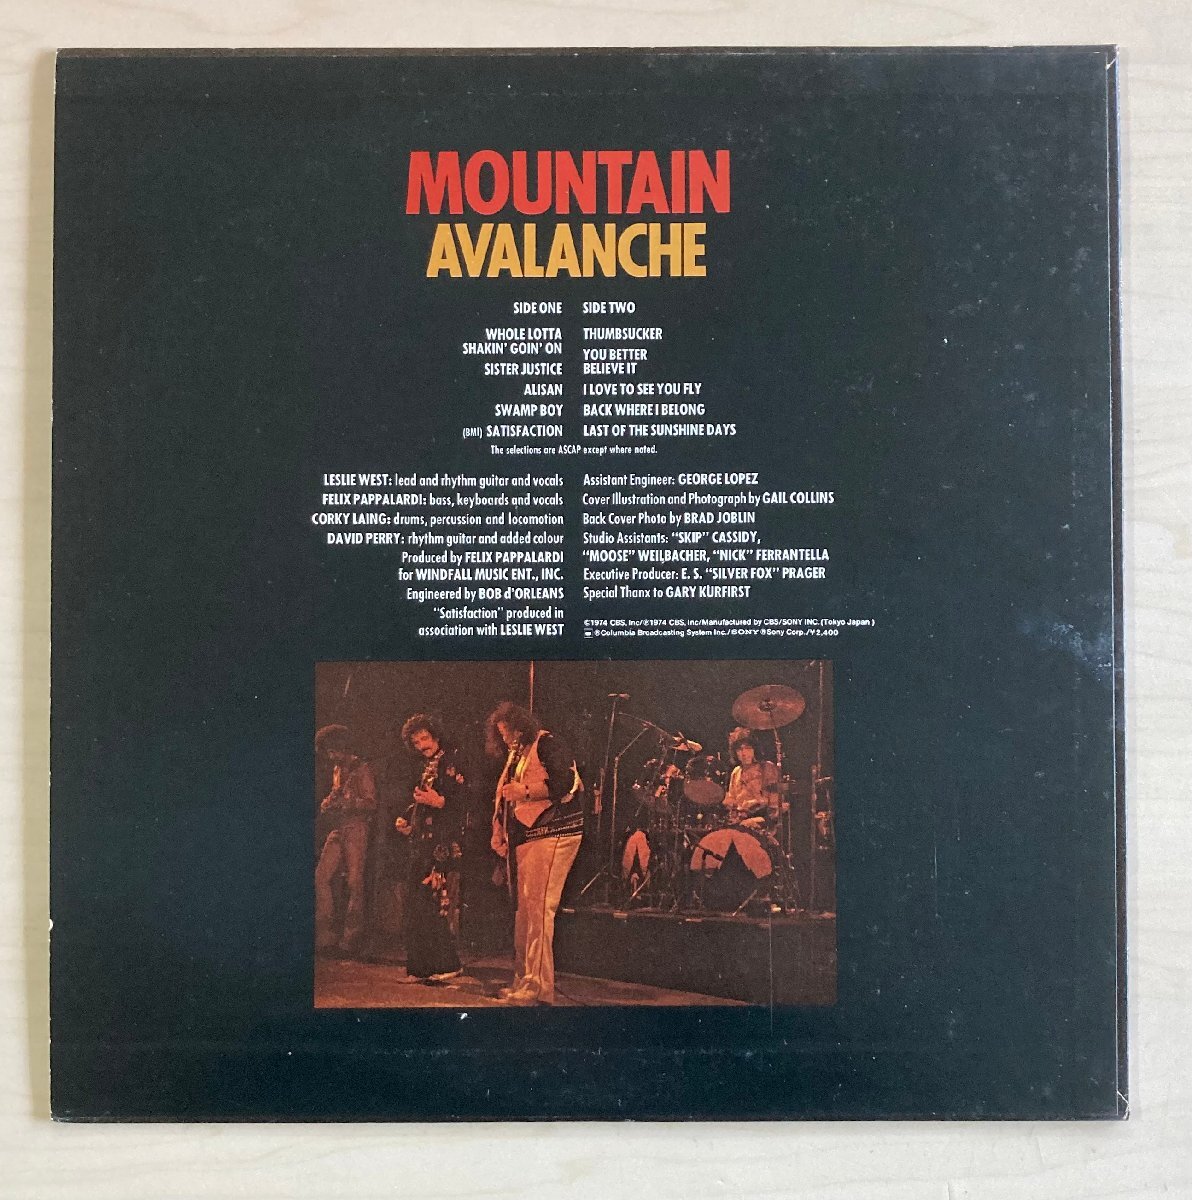 MOUNTAIN
AVALANCHE
SIDE ONE
WHOLE LOTTA
SHAKIN' GOIN' ON
SISTER JUSTICE
ALISAN
SWAMP BOY
(BMI) SATISFACTION
SIDE TWO
THUMBSUCKER
YOU BETTER
BELIEVE IT
I LOVE TO SEE YOU FLY
BACK WHERE I BELONG
LAST OF THE SUNSHINE DAYS
The selections are ASCAP except where noted.
LESLIE WEST: lead and rhythm guitar and vocals
FELIX PAPPALARDI: bass, keyboards and vocals
CORKY LAING: drums, percussion and locomotion
DAVID PERRY: rhythm guitar and added colour
Produced by FELIX PAPPALARDI
for WINDFALL MUSIC ENT., INC.
Engineered by BOB d'ORLEANS
"Satisfaction" produced in
association with LESLIE WEST
Assistant Engineer: GEORGE LOPEZ
Cover Illustration and Photograph by GAIL COLLINS
Back Cover Photo by BRAD JOBLIN
Studio Assistants: "SKIP" CASSIDY,
"MOOSE" WEILBACHER, "NICK" FERRANTELLA
Executive Producer: E. S. "SILVER FOX" PRAGER
Special Thanx to GARY KURFIRST
©1974 CBS, Inc/℗1974 CBS, Inc/Manufactured by CBS/SONY INC. (Tokyo Japan)
®Columbia Broadcasting System Inc./SONY ®Sony Corp./¥2,400